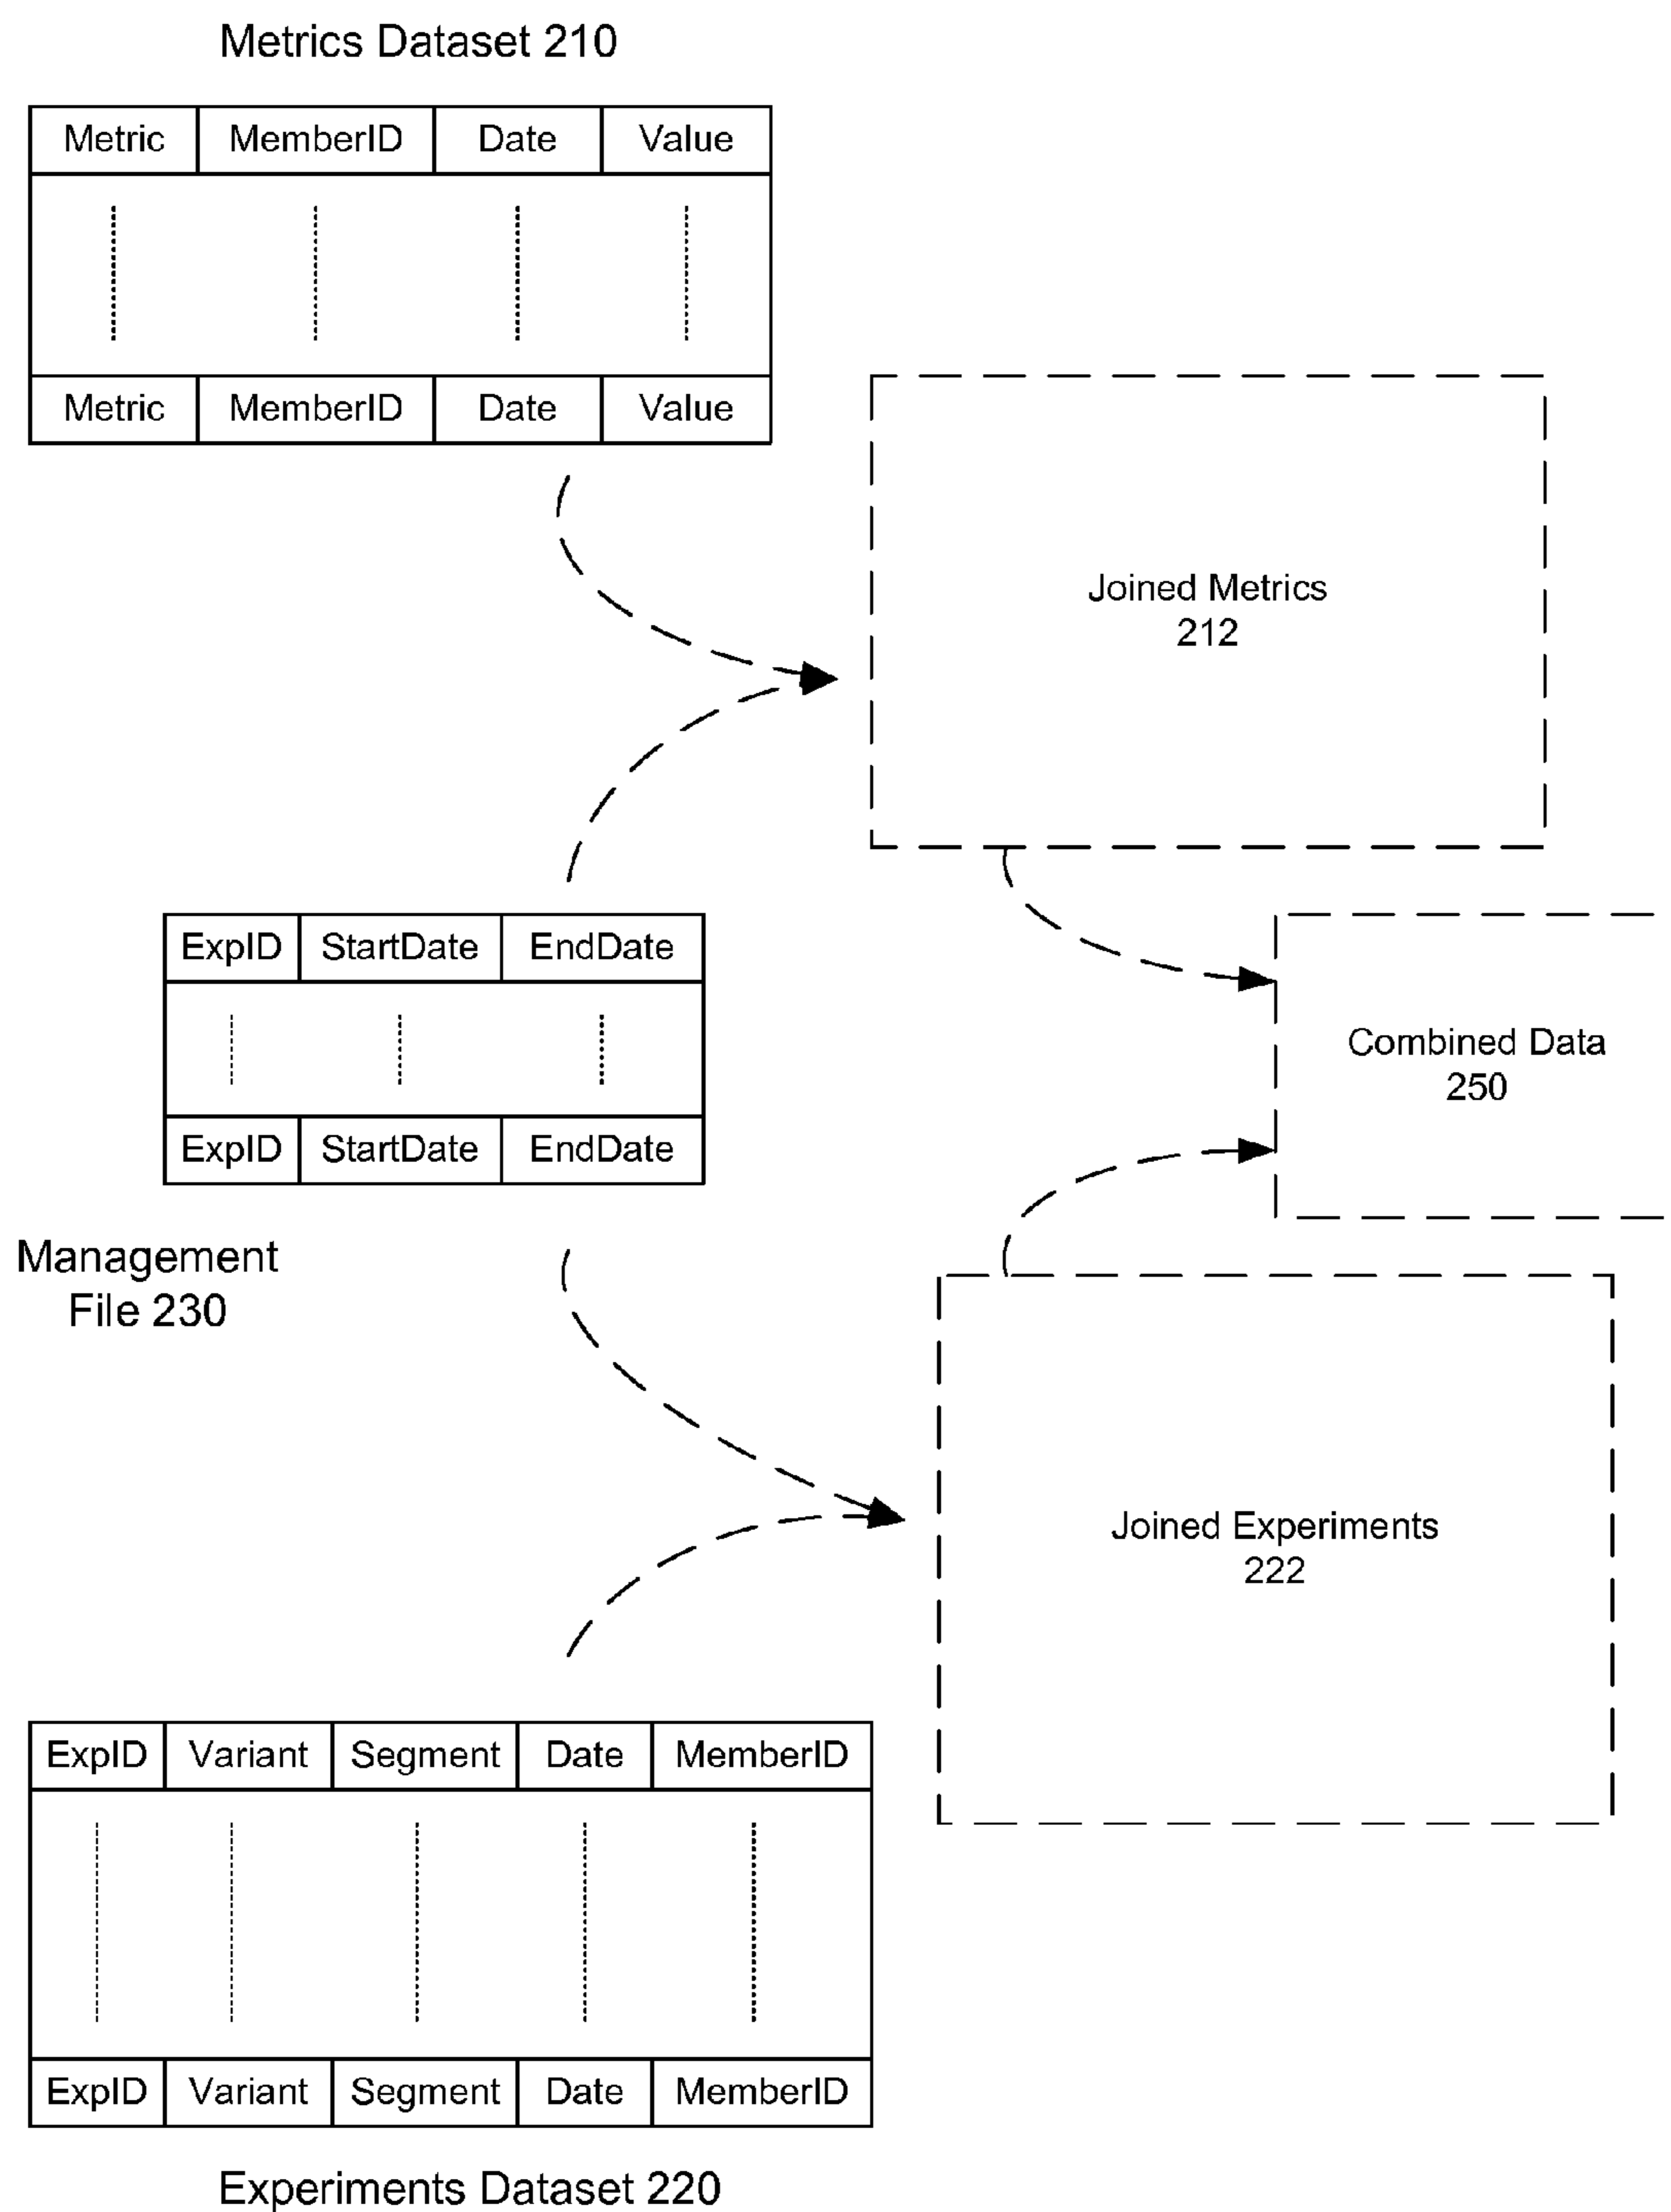 Metrics Dataset 210
Metric MemberID Date Value
Metric MemberID Date Value
Joined Metrics
212
ExpID StartDate EndDate
ExpID StartDate EndDate
Management
File 230
Combined Data
250
Joined Experiments
222
ExpID Variant Segment Date MemberID
ExpID Variant Segment Date MemberID
Experiments Dataset 220